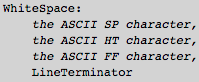 WhiteSpace:
the ASCII SP character,
the ASCII HT character,
the ASCII FF character,
LineTerminator